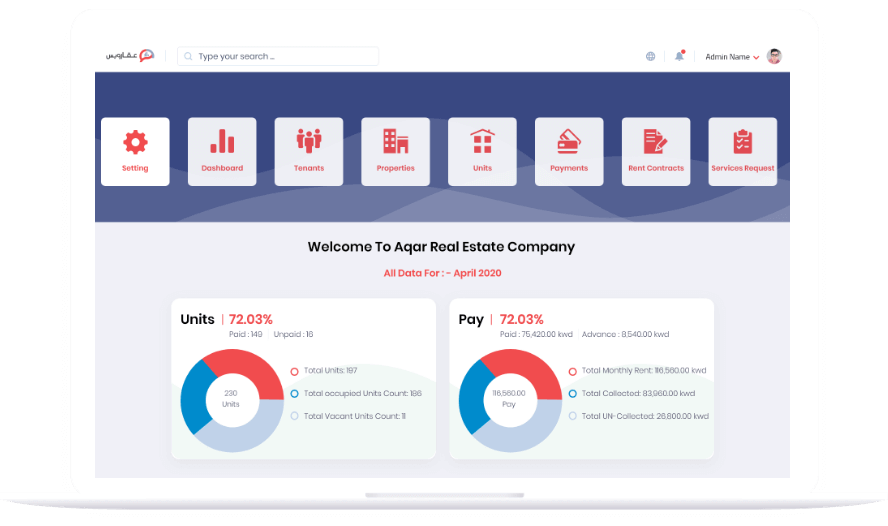 عقاريس
Type your search ...
Admin Name
Setting
Dashboard
Tenants
Properties
Units
Payments
Rent Contracts
Services Request
Welcome To Aqar Real Estate Company
All Data For : - April 2020
Units | 72.03%
Paid : 149 Unpaid : 16
230
Units
Total Units: 197
Total occupied Units Count: 186
Total Vacant Units Count: 11
Pay | 72.03%
Paid : 75,420.00 kwd Advance : 8,540.00 kwd
116,560.00
Pay
Total Monthly Rent: 116,560.00 kwd
Total Collected: 83,960.00 kwd
Total UN-Collected: 26,800.00 kwd